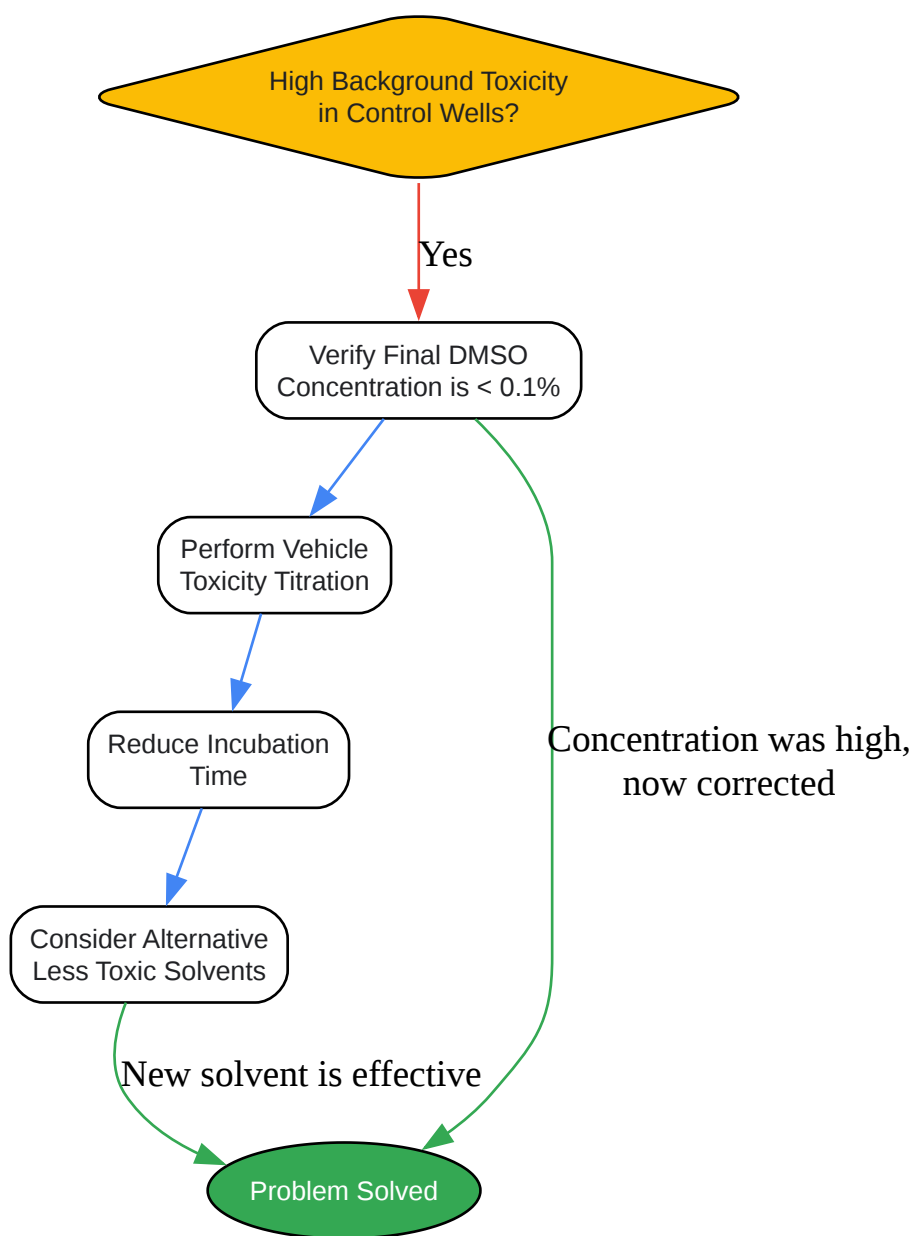 High Background Toxicity
in Control Wells?
Yes
Verify Final DMSO
Concentration is < 0.1%
Perform Vehicle
Toxicity Titration
Reduce Incubation
Time
Concentration was high,
now corrected
Consider Alternative
Less Toxic Solvents
New solvent is effective
Problem Solved